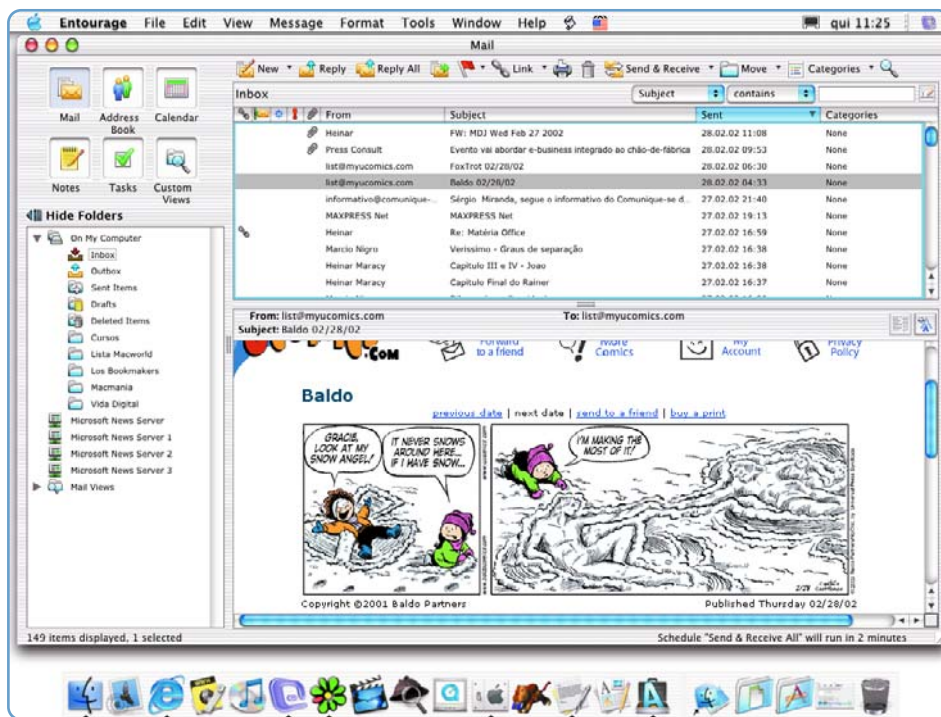 Entourage File Edit View Message Format Tools Window Help qui 11:25
Mail
New Reply Reply All Link Send & Receive Move Categories
Mail Address Book Calendar
Notes Tasks Custom Views
Hide Folders
On My Computer
Inbox
Outbox
Sent Items
Drafts
Deleted Items
Cursos
Lista Macworld
Los Bookmakers
Macmania
Vida Digital
Microsoft News Server
Microsoft News Server 1
Microsoft News Server 2
Microsoft News Server 3
Mail Views
Inbox Subject contains
From Subject Sent Categories
Heinar FW: MDJ Wed Feb 27 2002 28.02.02 11:08 None
Press Consult Evento vai abordar e-business integrado ao chão-de-fábrica 28.02.02 09:53 None
list@myucomics.com FoxTrot 02/28/02 28.02.02 06:30 None
list@myucomics.com Baldo 02/28/02 28.02.02 04:33 None
informativo@comunique-... Sérgio Miranda, segue o informativo do Comunique-se d... 27.02.02 21:40 None
MAXPRESS Net MAXPRESS Net 27.02.02 19:13 None
Heinar Re: Matéria Office 27.02.02 16:59 None
Marcio Nigro Verissimo - Graus de separação 27.02.02 16:38 None
Heinar Maracy Capitulo III e IV - Joao 27.02.02 16:38 None
Heinar Maracy Capitulo Final do Rainer 27.02.02 16:37 None
From: list@myucomics.com To: list@myucomics.com
Subject: Baldo 02/28/02
.COM Forward to a friend More Comics My Account Privacy Policy
Baldo
previous date | next date | send to a friend | buy a print
GRACIE, LOOK AT MY SNOW ANGEL!
IT NEVER SNOWS AROUND HERE... IF I HAVE SNOW...
I'M MAKING THE MOST OF IT!
2/28
Copyright ©2001 Baldo Partners Published Thursday 02/28/02
149 items displayed, 1 selected Schedule "Send & Receive All" will run in 2 minutes